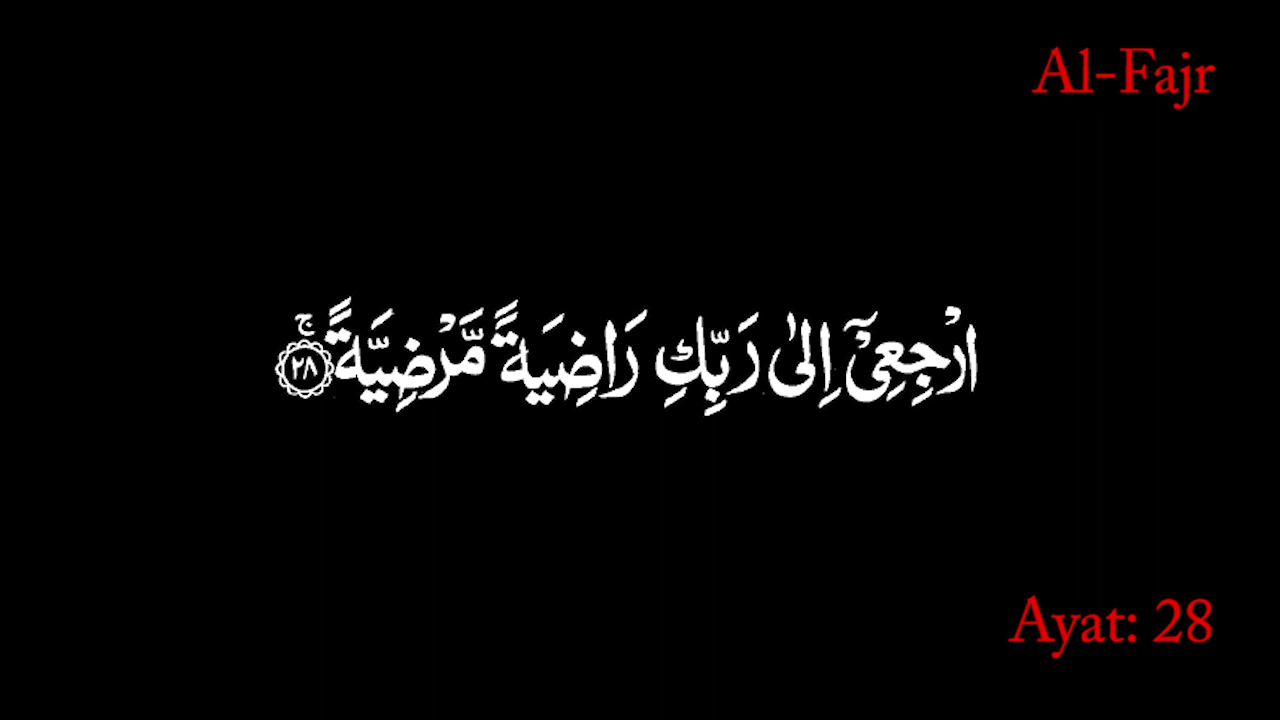 Al-Fajr
ارْجِعِيْۤ اِلٰى رَبِّكِ رَاضِيَةً مَّرْضِيَّةً ۚ ٢٨
Ayat: 28